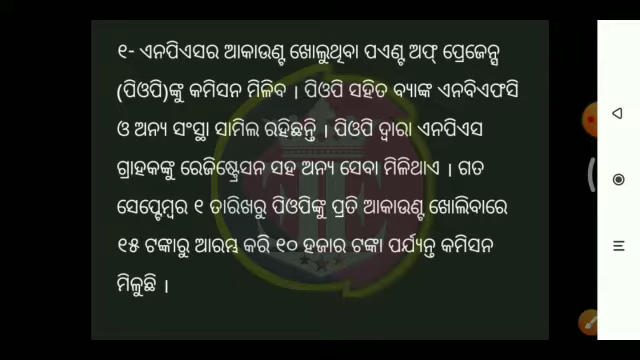 ୧- ଏନପିଏସର ଆକାଉଣ୍ଟ ଖୋଲୁଥିବା ପଏଣ୍ଟ ଅଫ୍ ପ୍ରେଜେନ୍ସ
(ପିଓପି)ଙ୍କୁ କମିସନ ମିଳିବ । ପିଓପି ସହିତ ବ୍ୟାଙ୍କ ଏନବିଏଫସି
ଓ ଅନ୍ୟ ସଂସ୍ଥା ସାମିଲ ରହିଛନ୍ତି । ପିଓପି ଦ୍ୱାରା ଏନପିଏସ
ଗ୍ରାହକଙ୍କୁ ରେଜିଷ୍ଟ୍ରେସନ ସହ ଅନ୍ୟ ସେବା ମିଳିଥାଏ । ଗତ
ସେପ୍ଟେମ୍ବର ୧ ତାରିଖରୁ ପିଓପିଙ୍କୁ ପ୍ରତି ଆକାଉଣ୍ଟ ଖୋଲିବାରେ
୧୫ ଟଙ୍କାରୁ ଆରମ୍ଭ କରି ୧୦ ହଜାର ଟଙ୍କା ପର୍ଯ୍ୟନ୍ତ କମିସନ
ମିଳୁଛି ।